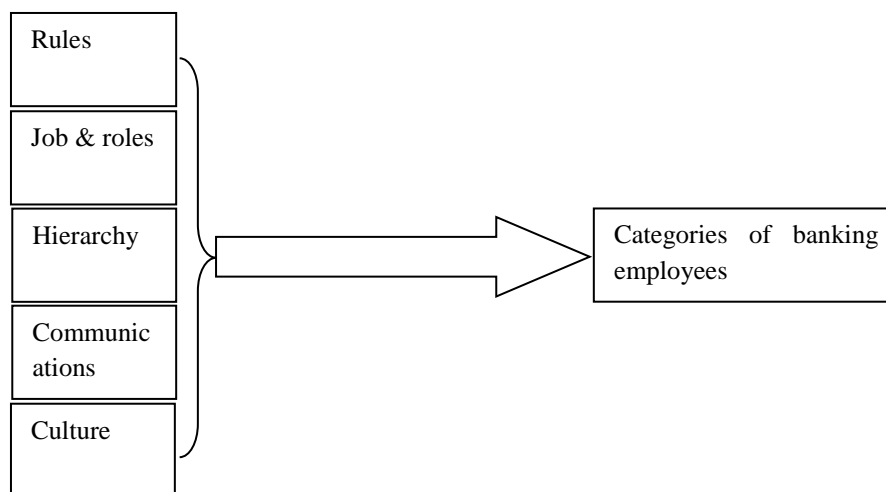 Rules
Job & roles
Hierarchy
Communic
ations
Culture
Categories of banking
employees